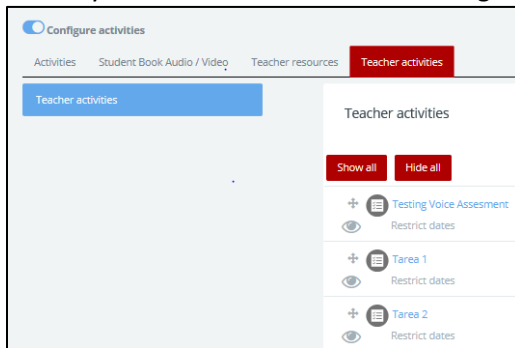 Configure activities
Activities Student Book Audio / Video Teacher resources Teacher activities
Teacher activities
Teacher activities
Show all Hide all
Testing Voice Assesment
Restrict dates
Tarea 1
Restrict dates
Tarea 2
Restrict dates